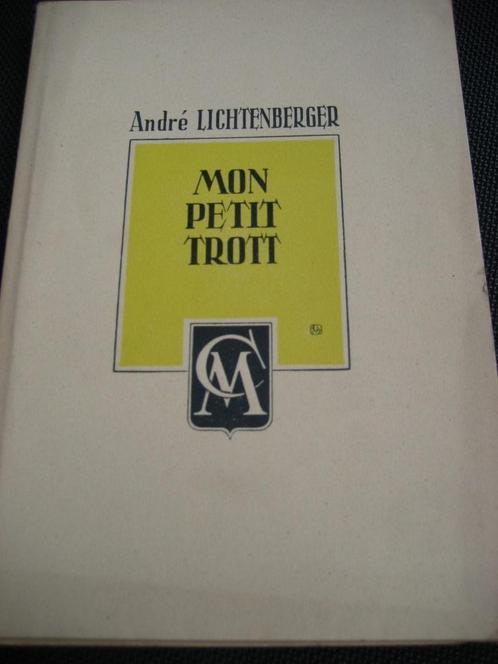 André LICHTENBERGER
MON
PETIT
TROTT
CM